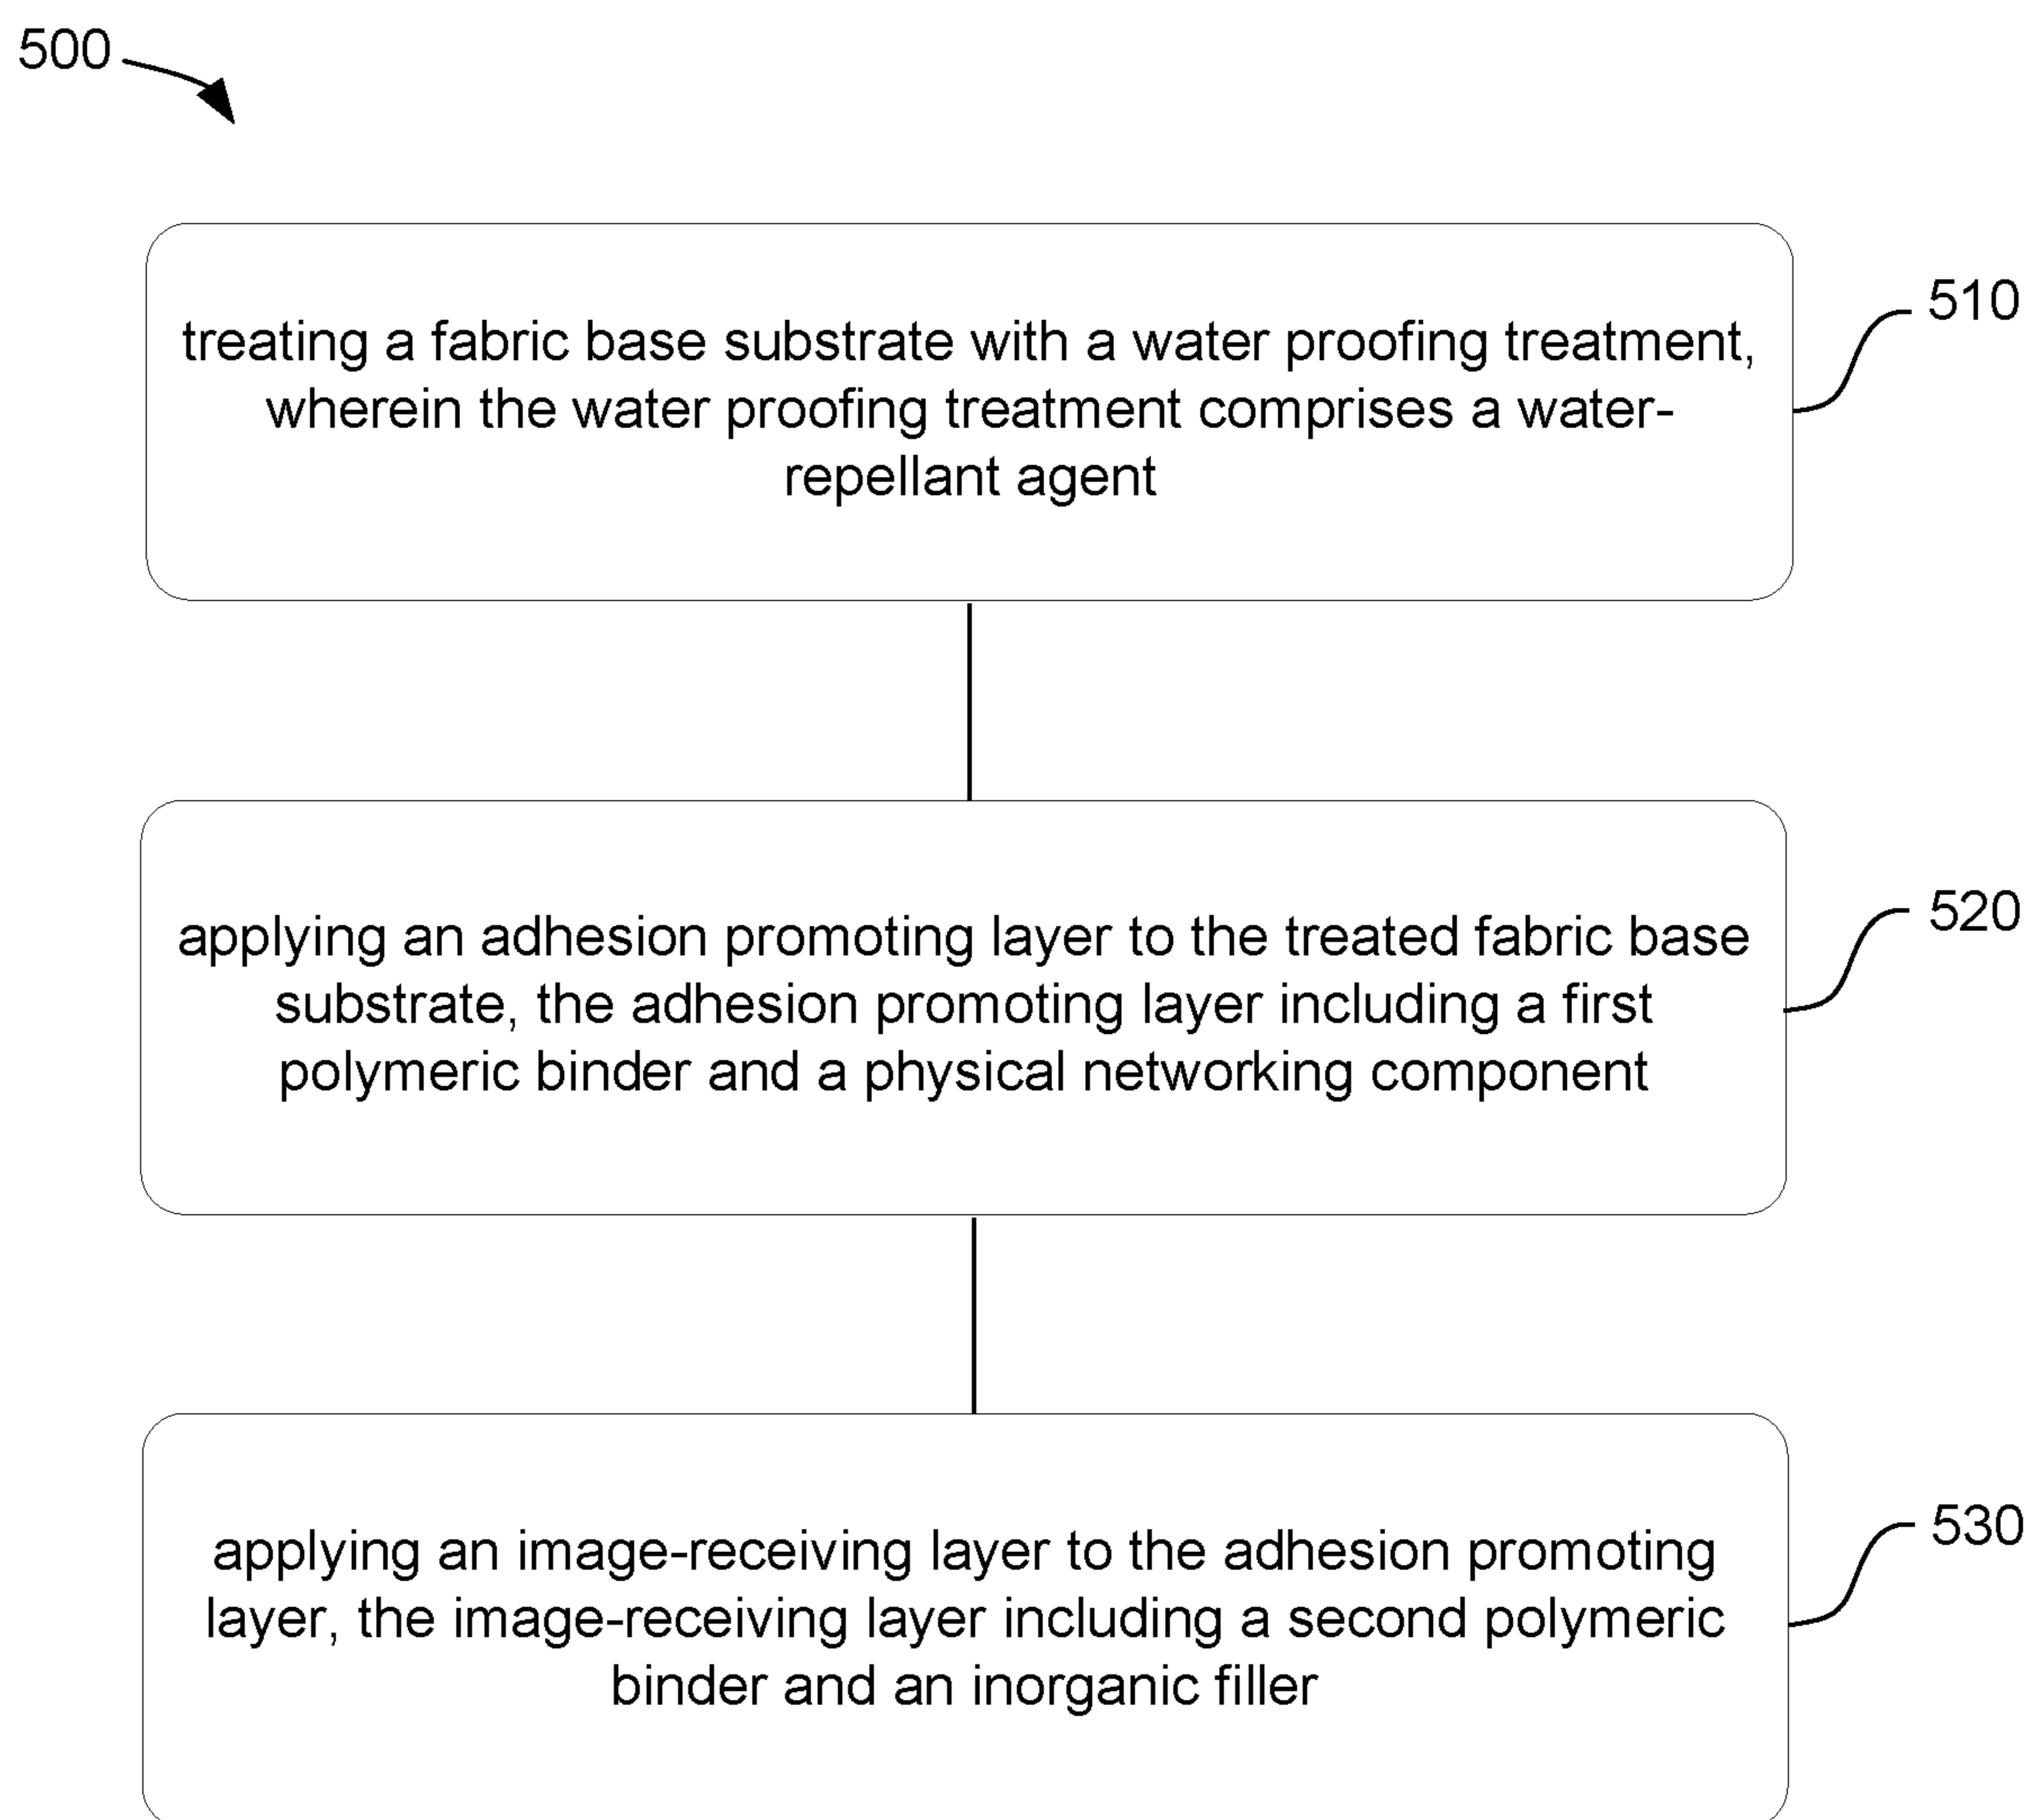 500
treating a fabric base substrate with a water proofing treatment,
wherein the water proofing treatment comprises a water-
repellant agent
510
applying an adhesion promoting layer to the treated fabric base
substrate, the adhesion promoting layer including a first
polymeric binder and a physical networking component
520
applying an image-receiving layer to the adhesion promoting
layer, the image-receiving layer including a second polymeric
binder and an inorganic filler
530